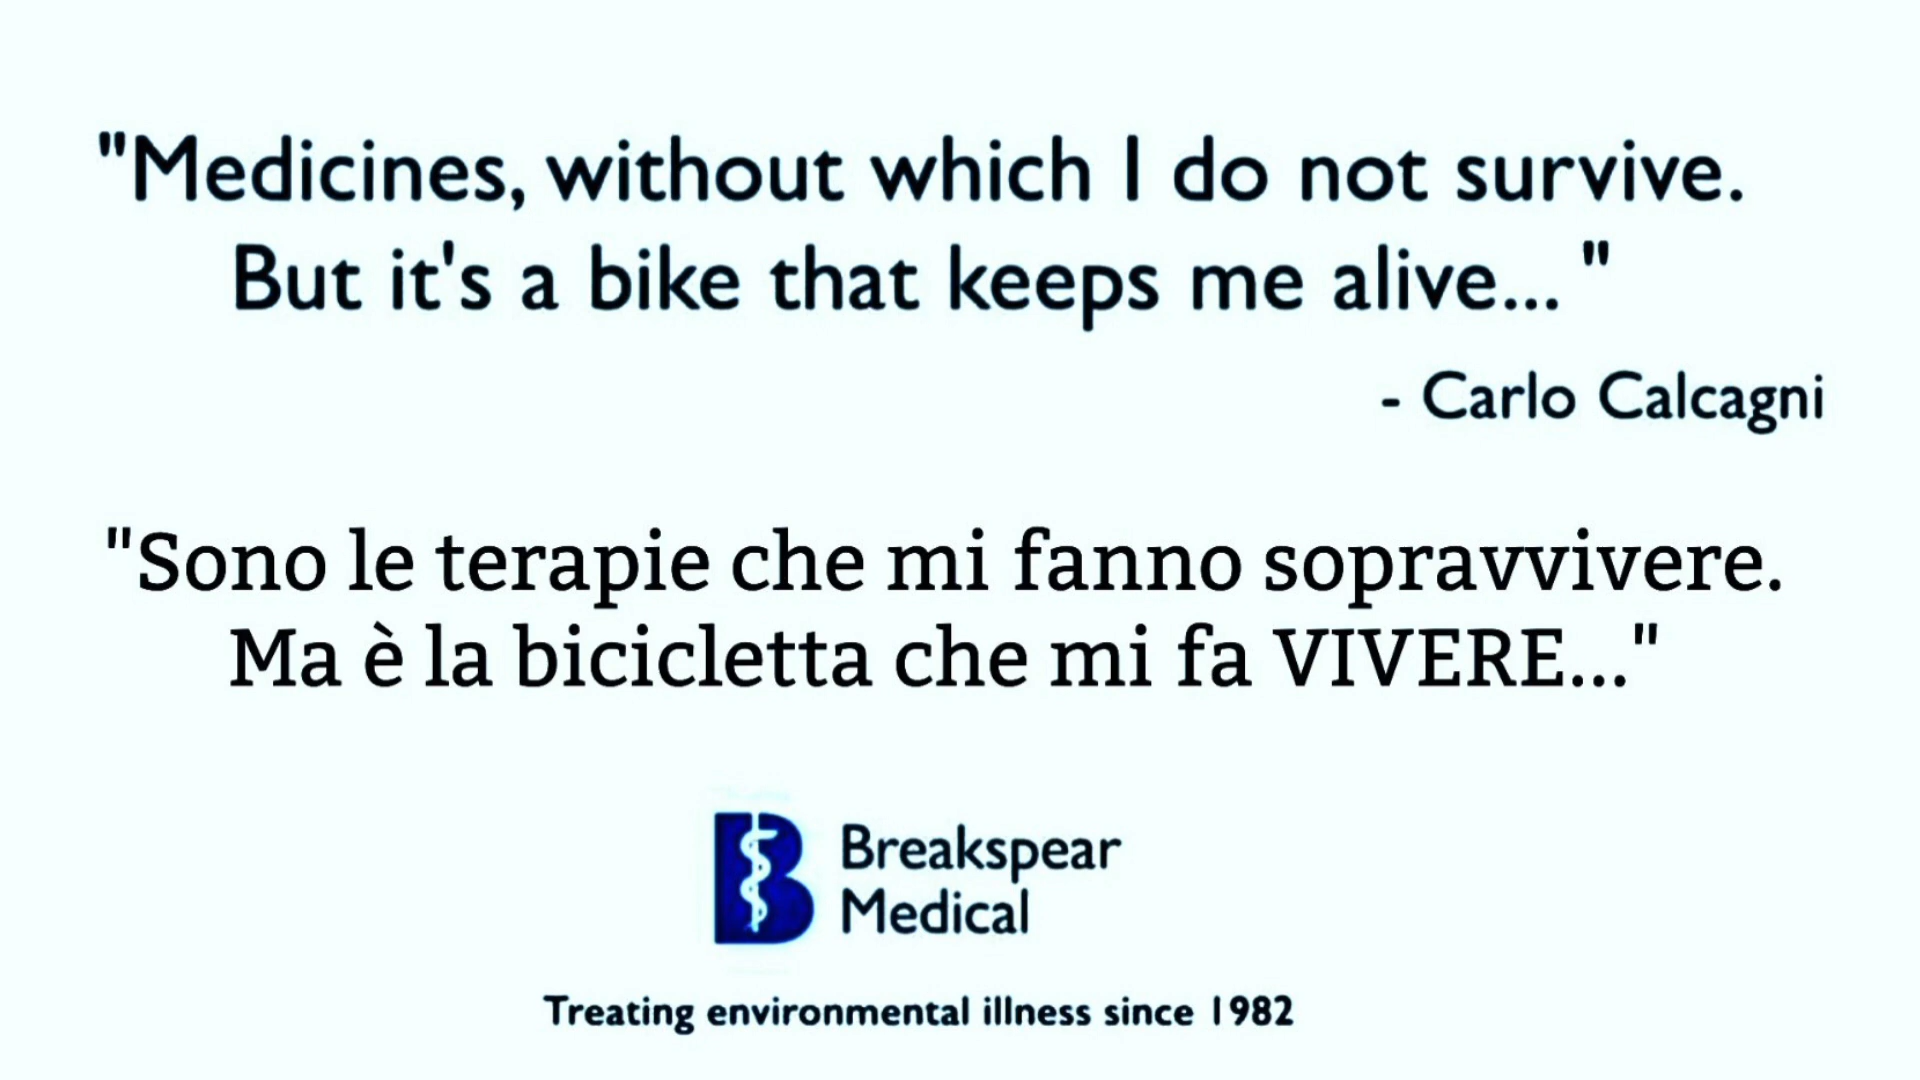 "Medicines, without which I do not survive.
But it's a bike that keeps me alive... "
- Carlo Calcagni
"Sono le terapie che mi fanno sopravvivere.
Ma è la bicicletta che mi fa VIVERE..."
Breakspear
Medical
Treating environmental illness since 1982